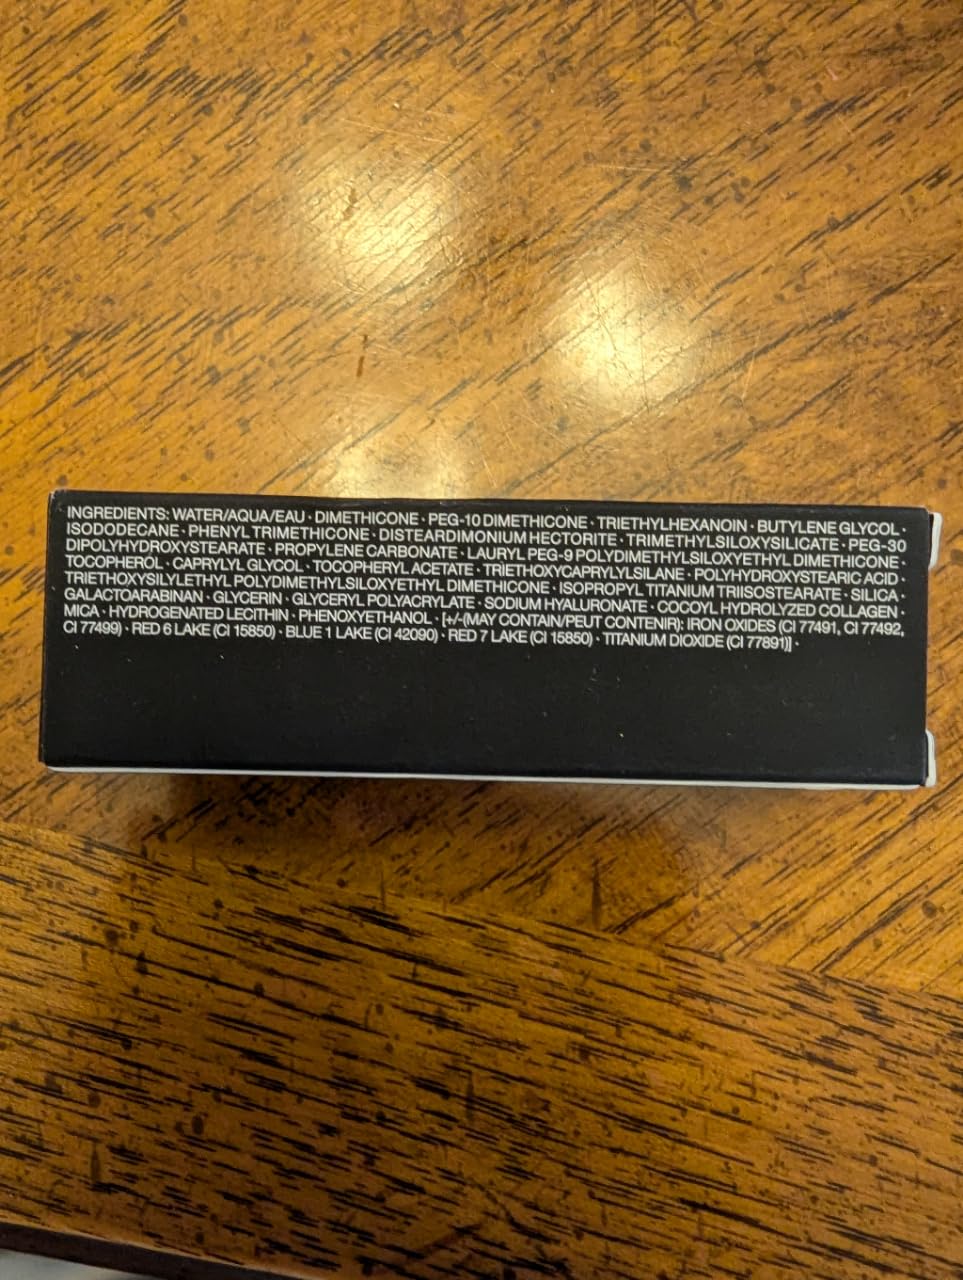 INGREDIENTS: WATER/AQUA/EAU · DIMETHICONE · PEG-10 DIMETHICONE · TRIETHYLHEXANOIN · BUTYLENE GLYCOL ·
ISODODECANE · PHENYL TRIMETHICONE · DISTEARDIMONIUM HECTORITE · TRIMETHYLSILOXYSILICATE · PEG-30
DIPOLYHYDROXYSTEARATE · PROPYLENE CARBONATE · LAURYL PEG-9 POLYDIMETHYLSILOXYETHYL DIMETHICONE ·
TOCOPHEROL · CAPRYLYL GLYCOL · TOCOPHERYL ACETATE · TRIETHOXYCAPRYLYLSILANE · POLYHYDROXYSTEARIC ACID ·
TRIETHOXYSILYLETHYL POLYDIMETHYLSILOXYETHYL DIMETHICONE · ISOPROPYL TITANIUM TRIISOSTEARATE · SILICA ·
GALACTOARABINAN · GLYCERIN · GLYCERYL POLYACRYLATE · SODIUM HYALURONATE · COCOYL HYDROLYZED COLLAGEN ·
MICA · HYDROGENATED LECITHIN · PHENOXYETHANOL · [+/-(MAY CONTAIN/PEUT CONTENIR): IRON OXIDES (CI 77491, CI 77492,
CI 77499) · RED 6 LAKE (CI 15850) · BLUE 1 LAKE (CI 42090) · RED 7 LAKE (CI 15850) · TITANIUM DIOXIDE (CI 77891)] ·